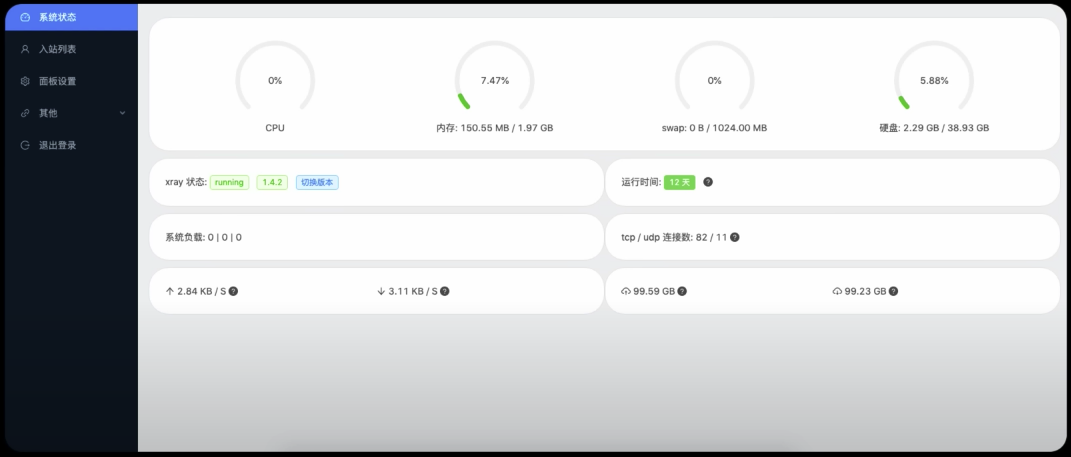 系统状态
入站列表
面板设置
其他
退出登录
0%
CPU
7.47%
内存: 150.55 MB / 1.97 GB
0%
swap: 0 B / 1024.00 MB
5.88%
硬盘: 2.29 GB / 38.93 GB
xray 状态: running 1.4.2 切换版本
运行时间: 12 天 ?
系统负载: 0 | 0 | 0
tcp / udp 连接数: 82 / 11 ?
↑ 2.84 KB / S ? ↓ 3.11 KB / S ?
99.59 GB ? 99.23 GB ?